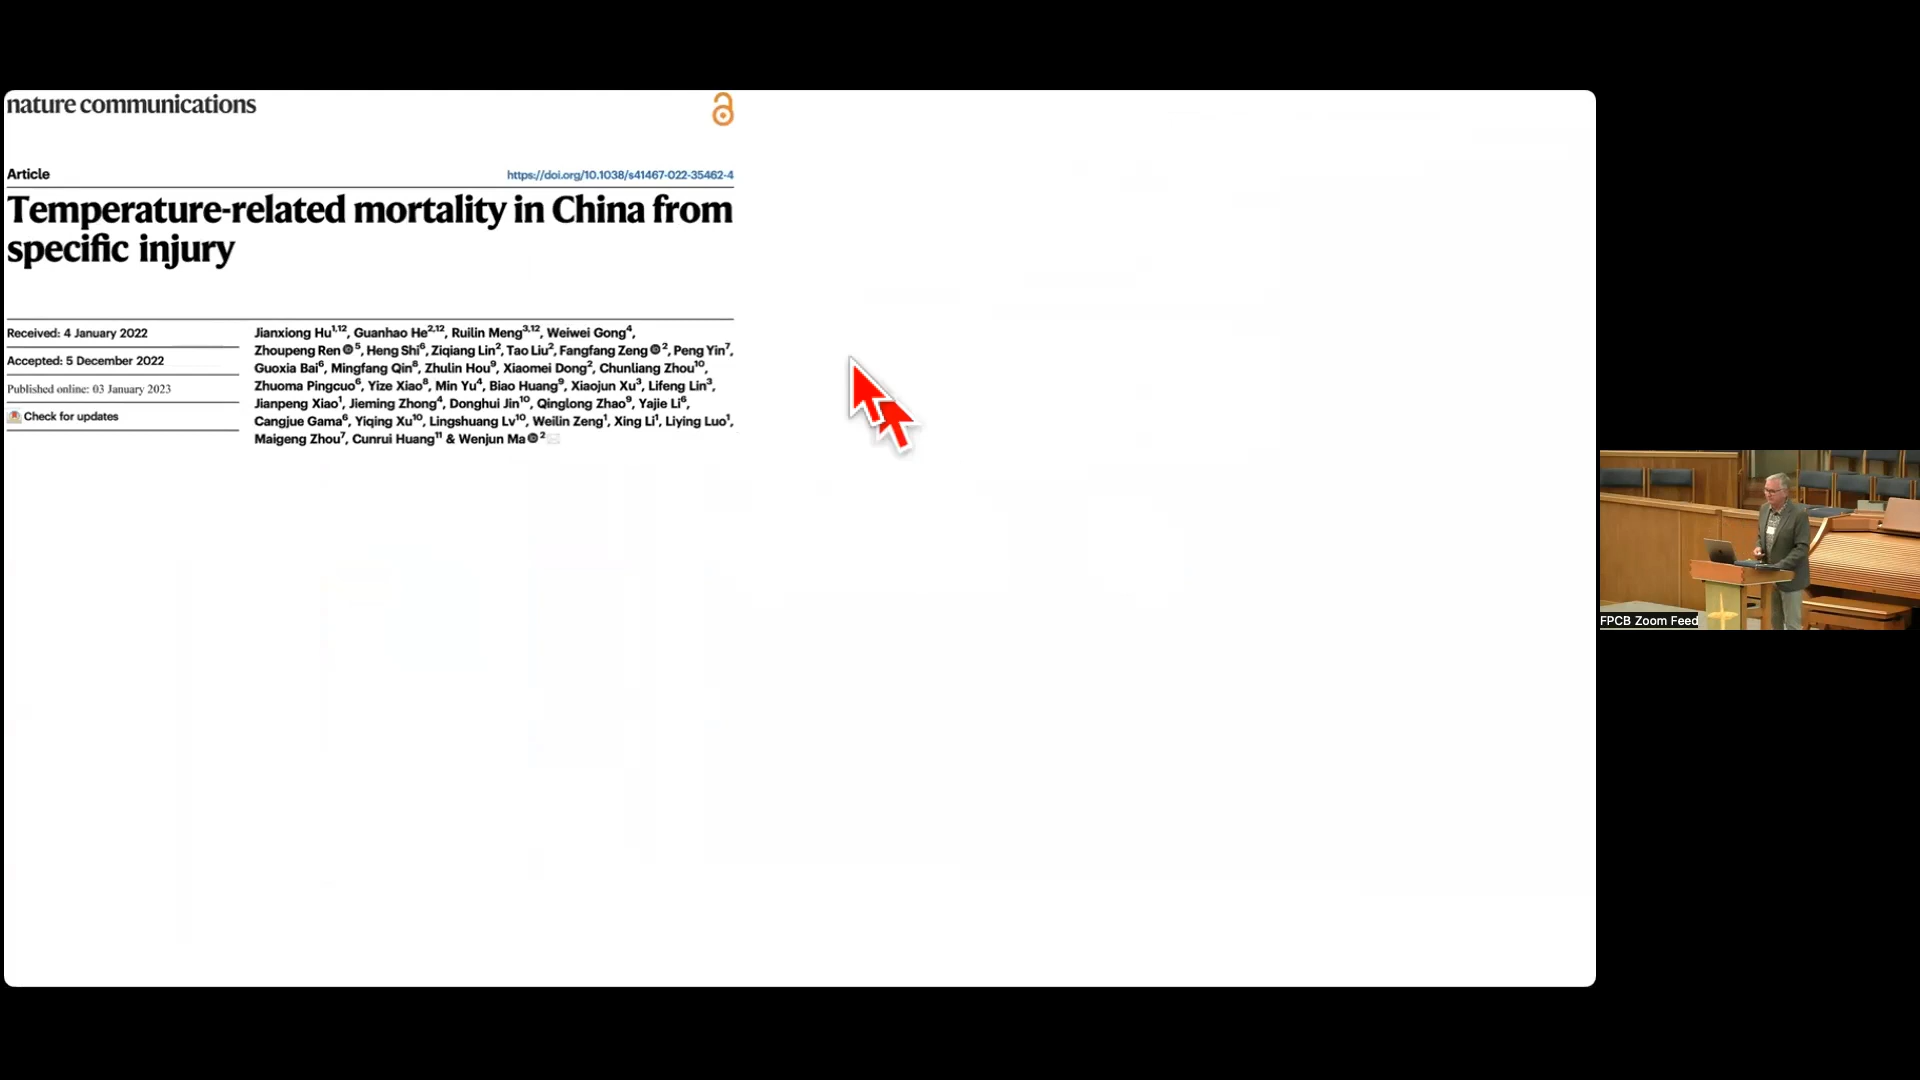 nature communications
Article
https://doi.org/10.1038/s41467-022-35462-4
Temperature-related mortality in China from
specific injury
Received: 4 January 2022
Accepted: 5 December 2022
Published online: 03 January 2023
Check for updates
Jianxiong Hu1,12, Guanhao He2,12, Ruilin Meng3,12, Weiwei Gong4,
Zhoupeng Ren5, Heng Shi6, Ziqiang Lin2, Tao Liu2, Fangfang Zeng2, Peng Yin7,
Guoxia Bai6, Mingfang Qin8, Zhulin Hou9, Xiaomei Dong2, Chunliang Zhou10,
Zhuoma Pingcuo6, Yize Xiao8, Min Yu4, Biao Huang9, Xiaojun Xu3, Lifeng Lin3,
Jianpeng Xiao1, Jieming Zhong4, Donghui Jin10, Qinglong Zhao9, Yajie Li6,
Cangjue Gama6, Yiqing Xu10, Lingshuang Lv10, Weilin Zeng1, Xing Li1, Liying Luo1,
Maigeng Zhou7, Cunrui Huang11 & Wenjun Ma2
FPCB Zoom Feed